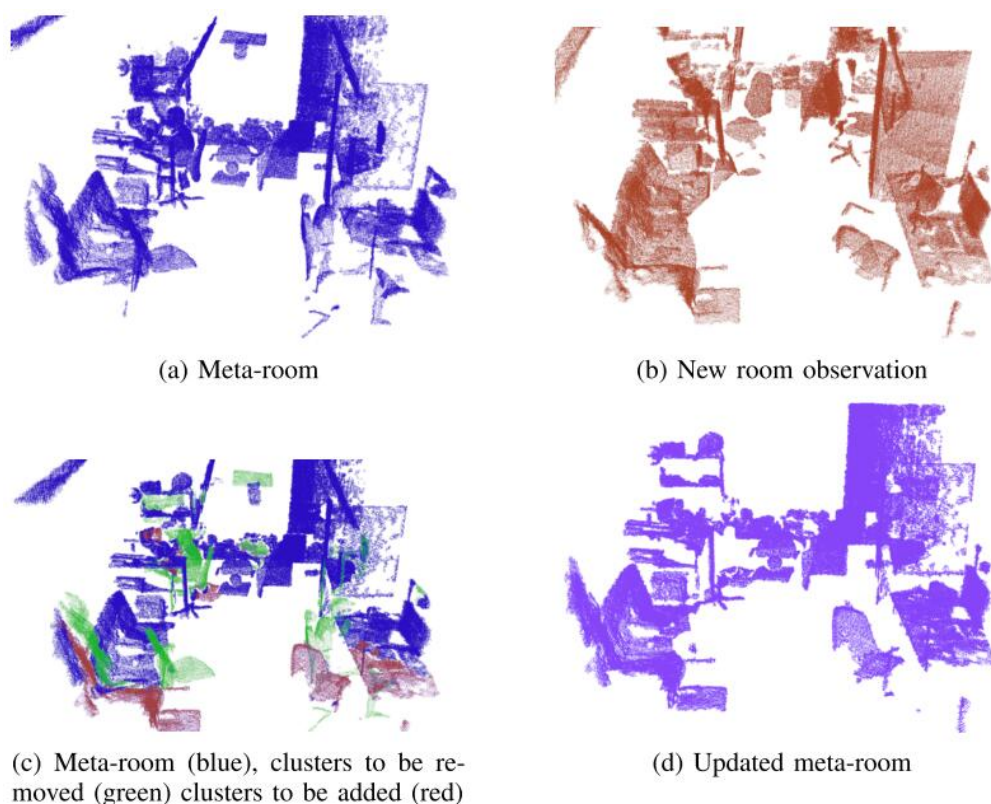 (a) Meta-room
(b) New room observation
(c) Meta-room (blue), clusters to be re-
moved (green) clusters to be added (red)
(d) Updated meta-room